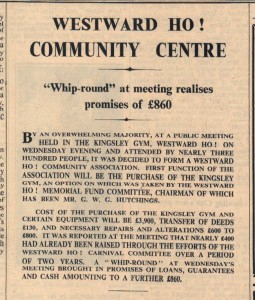 WESTWARD HO!
COMMUNITY CENTRE
"Whip-round" at meeting realises
promises of £860
BY AN OVERWHELMING MAJORITY, AT A PUBLIC MEETING
HELD IN THE KINGSLEY GYM, WESTWARD HO! ON
WEDNESDAY EVENING AND ATTENDED BY NEARLY THREE
HUNDRED PEOPLE, IT WAS DECIDED TO FORM A WESTWARD
HO! COMMUNITY ASSOCIATION. FIRST FUNCTION OF THE
ASSOCIATION WILL BE THE PURCHASE OF THE KINGSLEY
GYM, AN OPTION ON WHICH WAS TAKEN BY THE WESTWARD
HO! MEMORIAL FUND COMMITTEE, CHAIRMAN OF WHICH
HAS BEEN MR. G. W. G. HUTCHINGS.
COST OF THE PURCHASE OF THE KINGSLEY GYM AND
CERTAIN EQUIPMENT WILL BE £3,900, TRANSFER OF DEEDS
£130, AND NECESSARY REPAIRS AND ALTERATIONS £600 TO
£800. IT WAS REPORTED AT THE MEETING THAT NEARLY £400
HAD ALREADY BEEN RAISED THROUGH THE EFFORTS OF THE
WESTWARD HO! CARNIVAL COMMITTEE OVER A PERIOD
OF TWO YEARS. A "WHIP-ROUND" AT WEDNESDAY'S
MEETING BROUGHT IN PROMISES OF LOANS, GUARANTEES
AND CASH AMOUNTING TO A FURTHER £860.